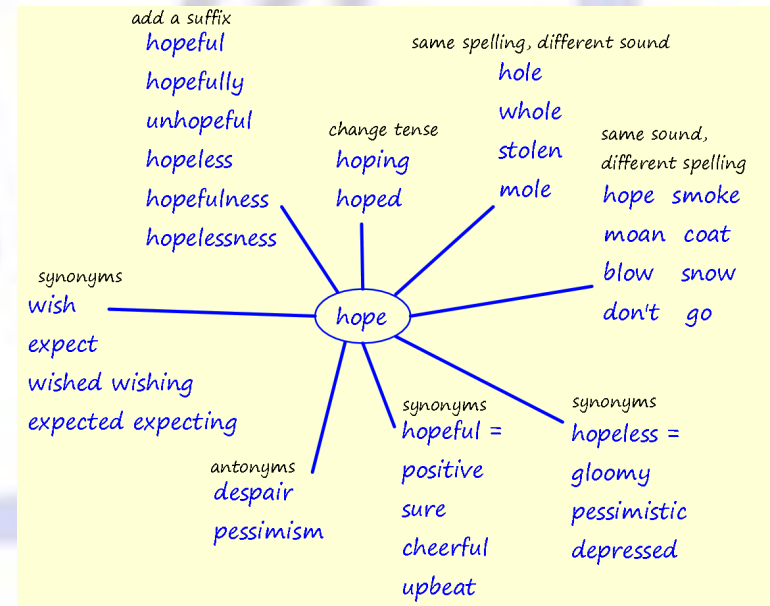 add a suffix
hopeful
hopefully
unhopeful
hopeless
hopefulness
hopelessness
change tense
hoping
hoped
same spelling, different sound
hole
whole
stolen
mole
same sound,
different spelling
hope smoke
moan coat
blow snow
don't go
hope
synonyms
wish
expect
wished wishing
expected expecting
antonyms
despair
pessimism
synonyms
hopeful =
positive
sure
cheerful
upbeat
synonyms
hopeless =
gloomy
pessimistic
depressed